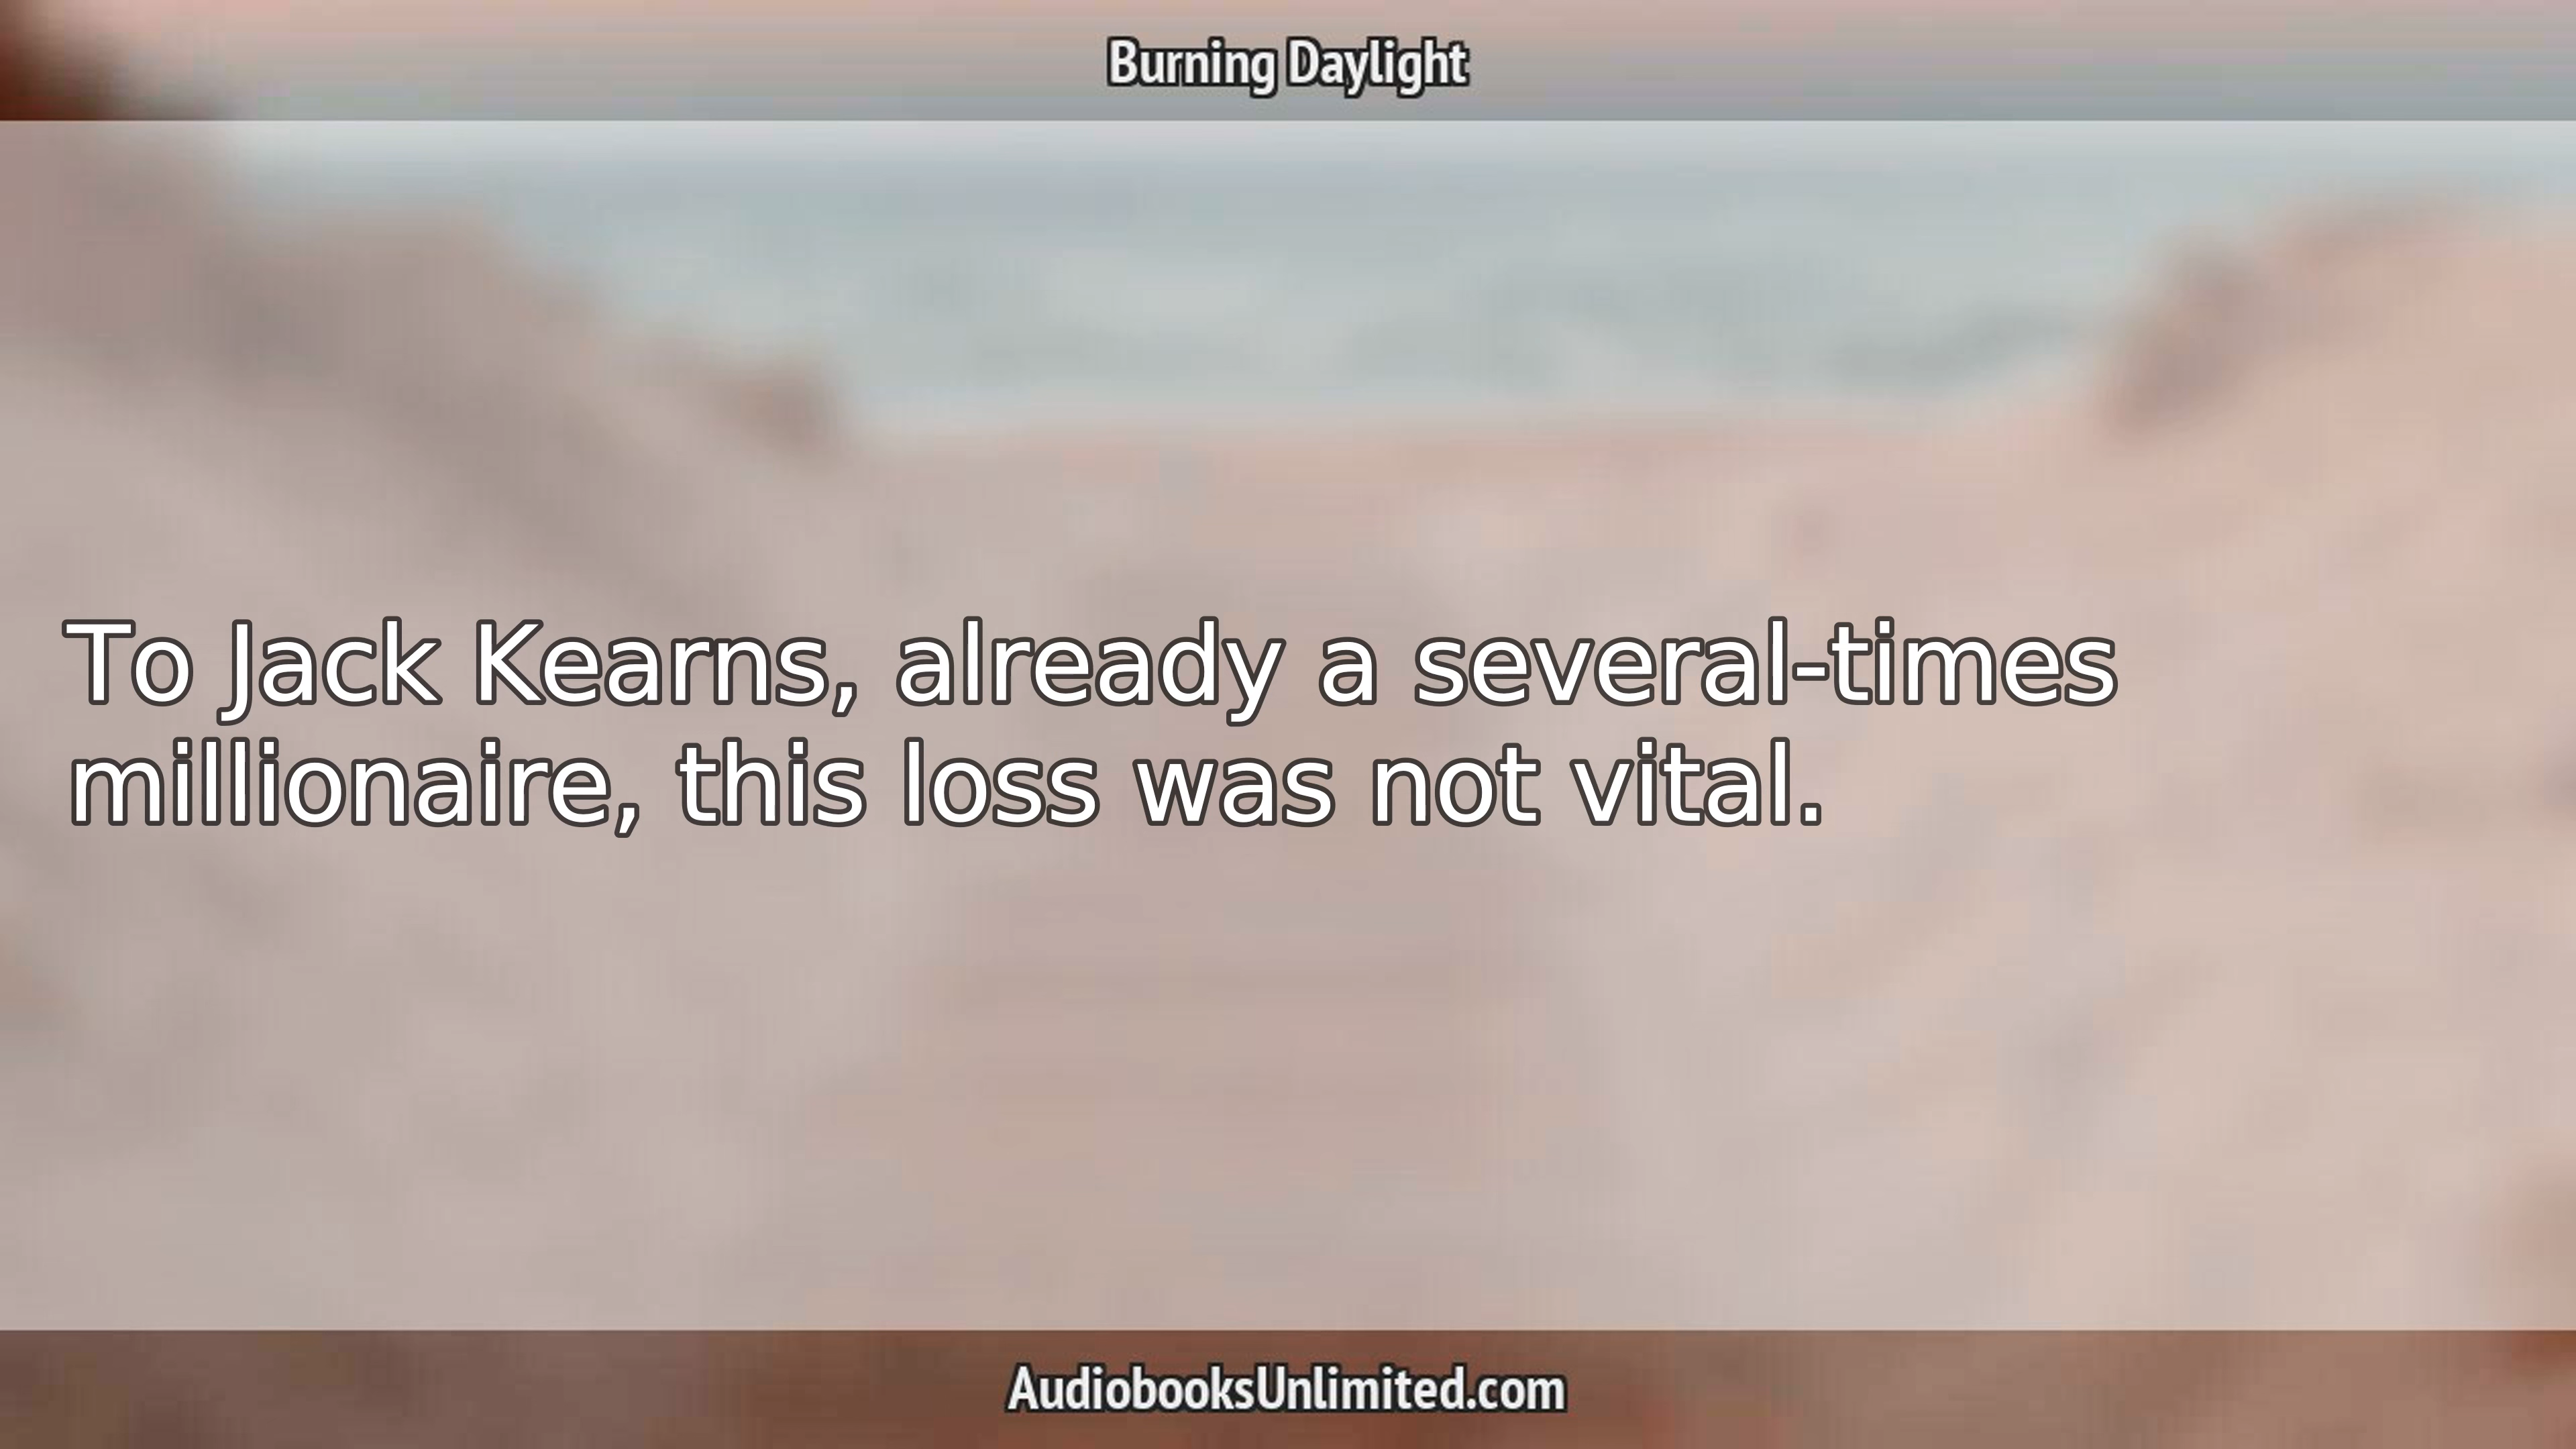 Burning Daylight
To Jack Kearns, already a several-times
millionaire, this loss was not vital.
AudiobooksUnlimited.com